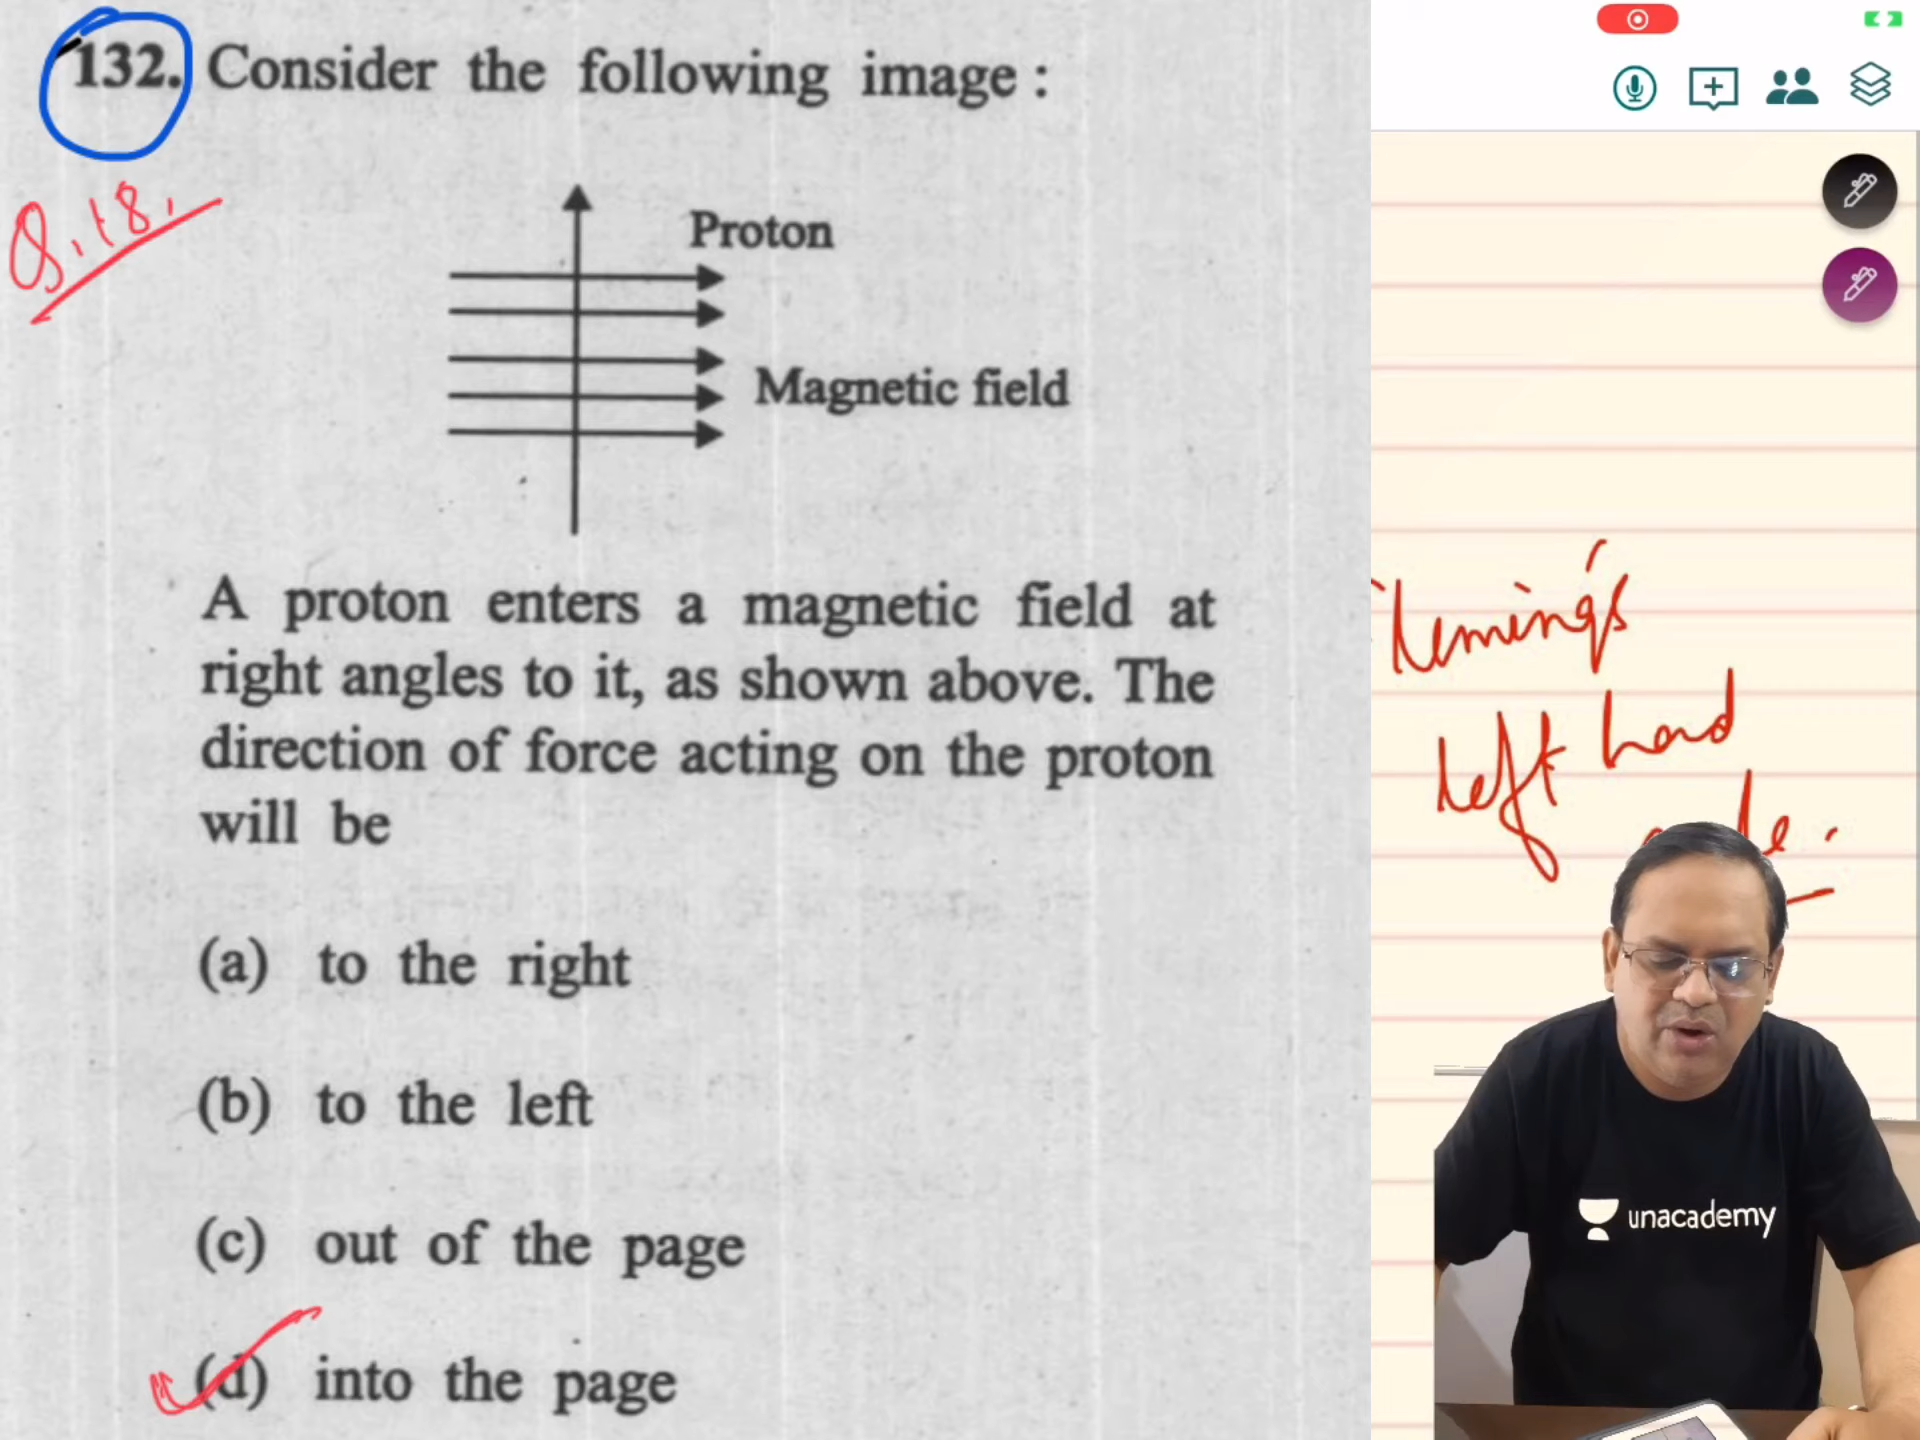 132. Consider the following image :
Q.18.
Proton
Magnetic field
A proton enters a magnetic field at
right angles to it, as shown above. The
direction of force acting on the proton
will be
(a) to the right
(b) to the left
(c) out of the page
(d) into the page
left hand
unacademy